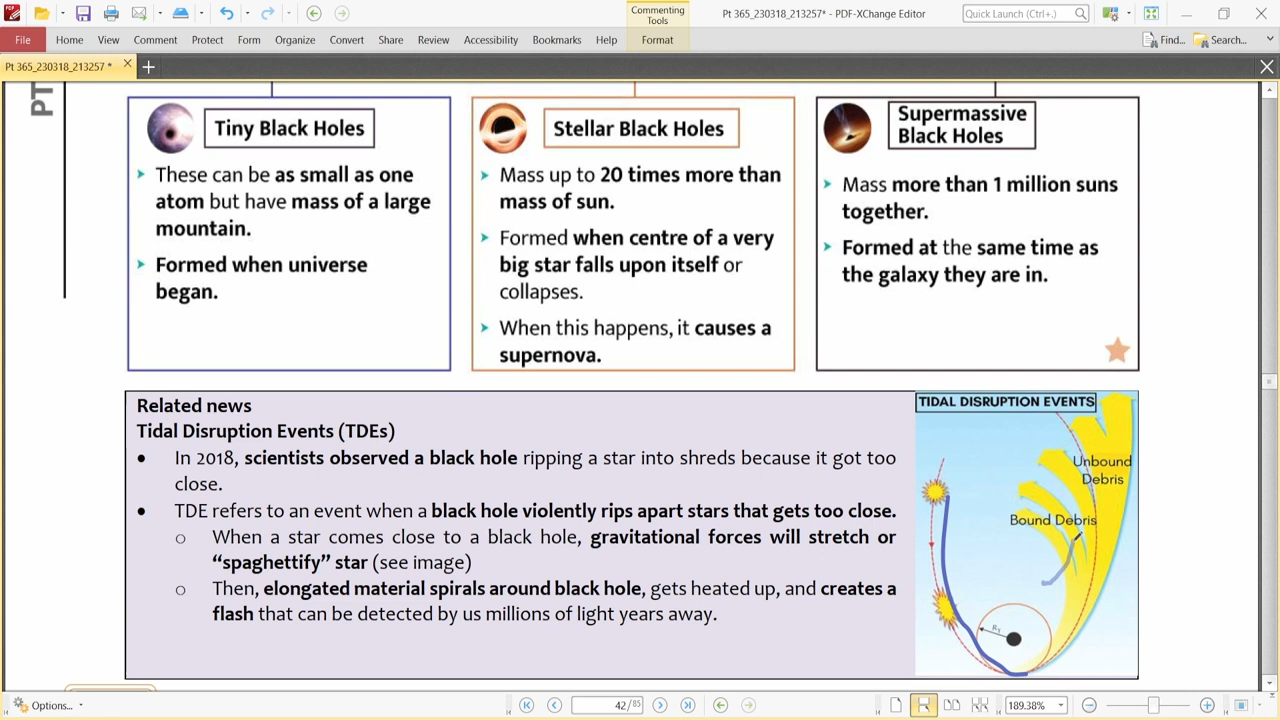 Commenting
Tools
Pt 365_230318_213257* - PDF-XChange Editor
Quick Launch (Ctrl+.)
File
Home
View
Comment
Protect
Form
Organize
Convert
Share
Review
Accessibility
Bookmarks
Help
Format
Find...
Search...
Pt 365_230318_213257 *
PT
Tiny Black Holes
These can be as small as one
atom but have mass of a large
mountain.
Formed when universe
began.
Stellar Black Holes
Mass up to 20 times more than
mass of sun.
Formed when centre of a very
big star falls upon itself or
collapses.
When this happens, it causes a
supernova.
Supermassive
Black Holes
Mass more than 1 million suns
together.
Formed at the same time as
the galaxy they are in.
Related news
Tidal Disruption Events (TDEs)
• In 2018, scientists observed a black hole ripping a star into shreds because it got too
close.
• TDE refers to an event when a black hole violently rips apart stars that gets too close.
o When a star comes close to a black hole, gravitational forces will stretch or
“spaghettify” star (see image)
o Then, elongated material spirals around black hole, gets heated up, and creates a
flash that can be detected by us millions of light years away.
TIDAL DISRUPTION EVENTS
Unbound
Debris
Bound Debris
RT
Options...
42/85
189.38%